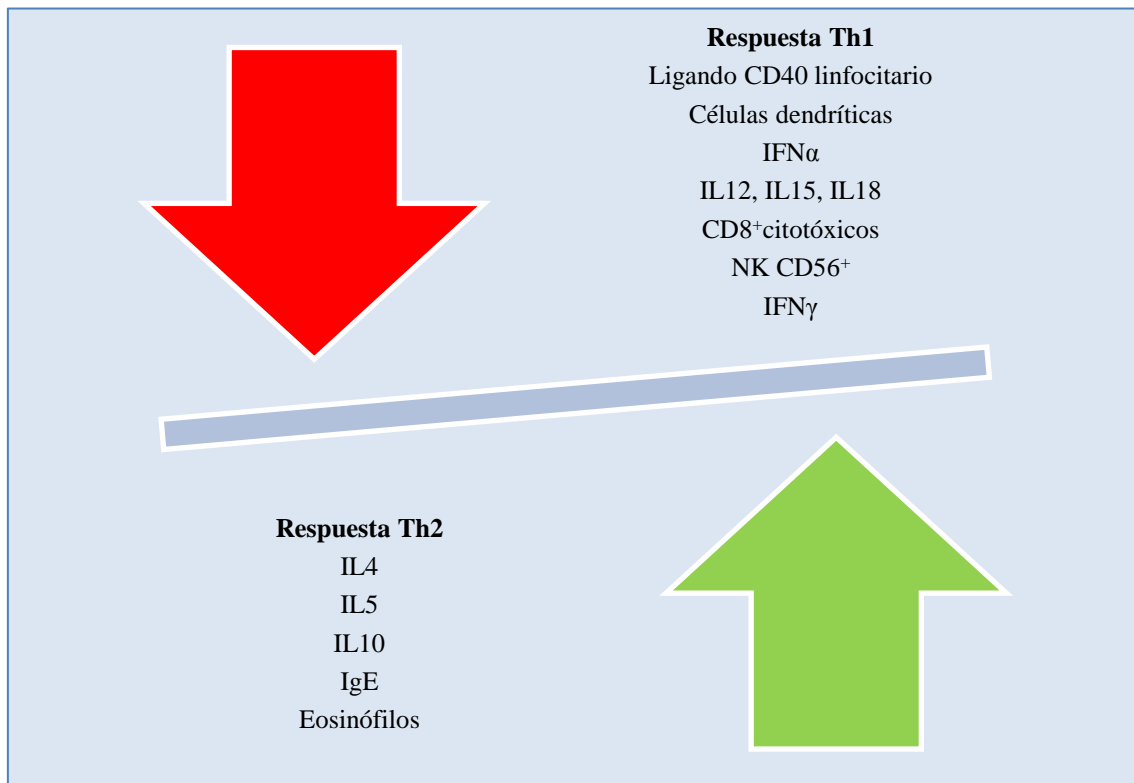 Respuesta Th1
Ligando CD40 linfocitario
Células dendríticas
IFNα
IL12, IL15, IL18
CD8⁺citotóxicos
NK CD56⁺
IFNγ
Respuesta Th2
IL4
IL5
IL10
IgE
Eosinófilos